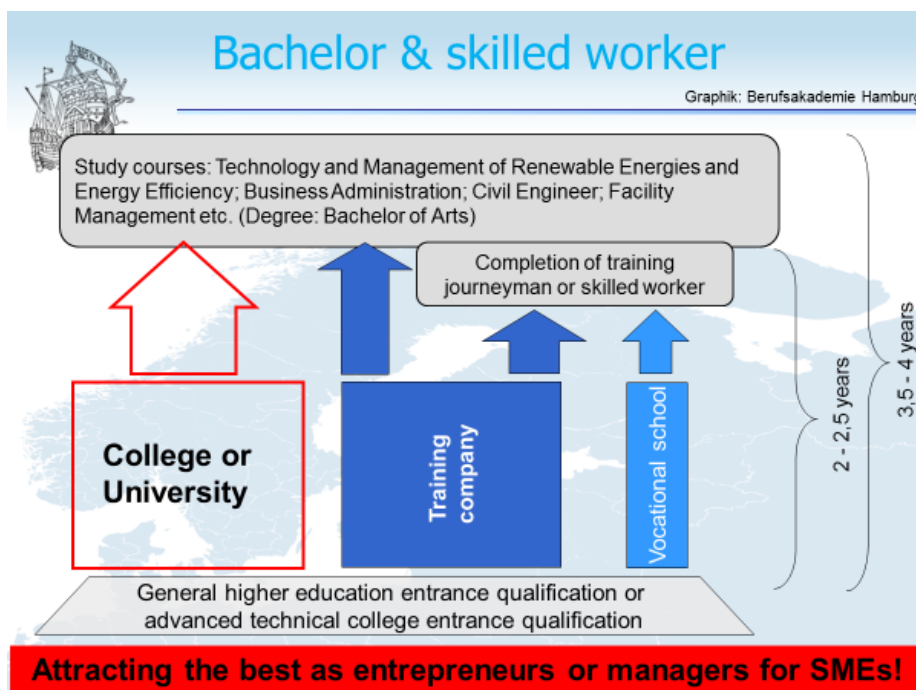 Bachelor & skilled worker
Graphik: Berufsakademie Hamburg
Study courses: Technology and Management of Renewable Energies and
Energy Efficiency; Business Administration; Civil Engineer; Facility
Management etc. (Degree: Bachelor of Arts)
Completion of training
journeyman or skilled worker
College or
University
Training
company
Vocational school
2 - 2,5 years
3,5 - 4 years
General higher education entrance qualification or
advanced technical college entrance qualification
Attracting the best as entrepreneurs or managers for SMEs!